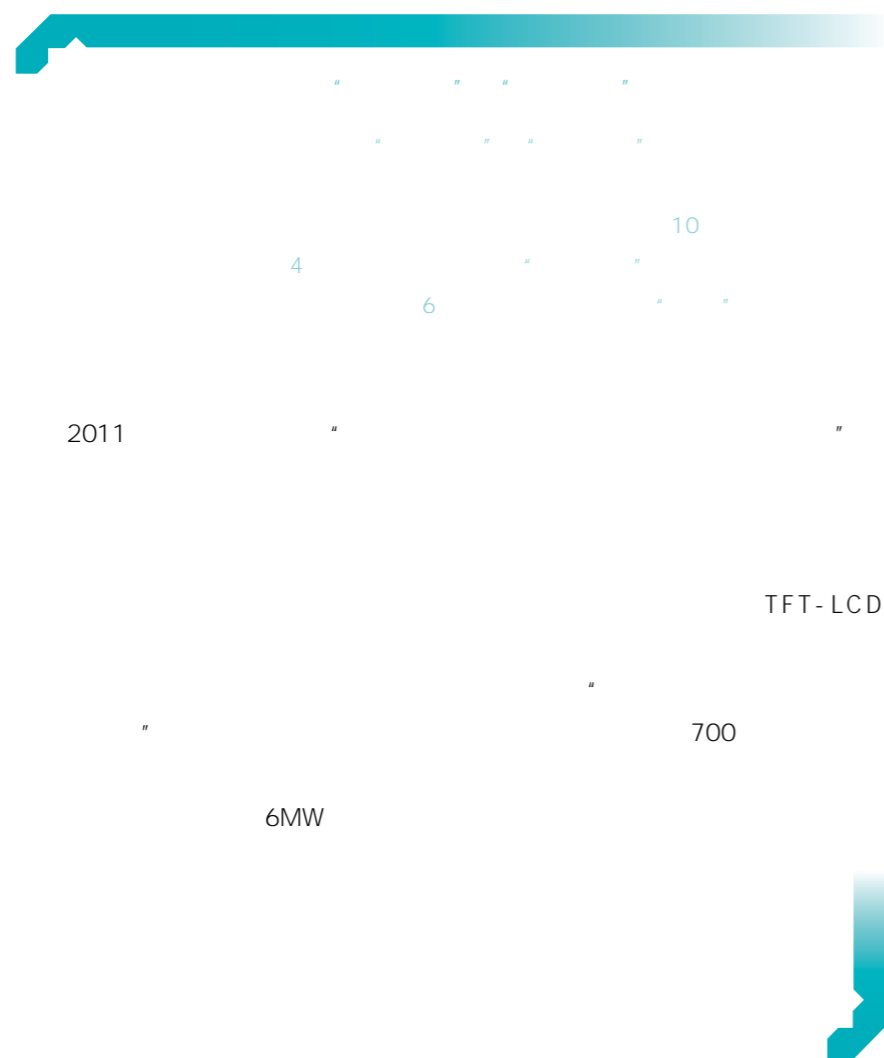 “ ” “ ”
“ ” “ ”
10
4 “ ”
6 “ ”
2011 “ ”
TFT-LCD
“
” 700
6MW